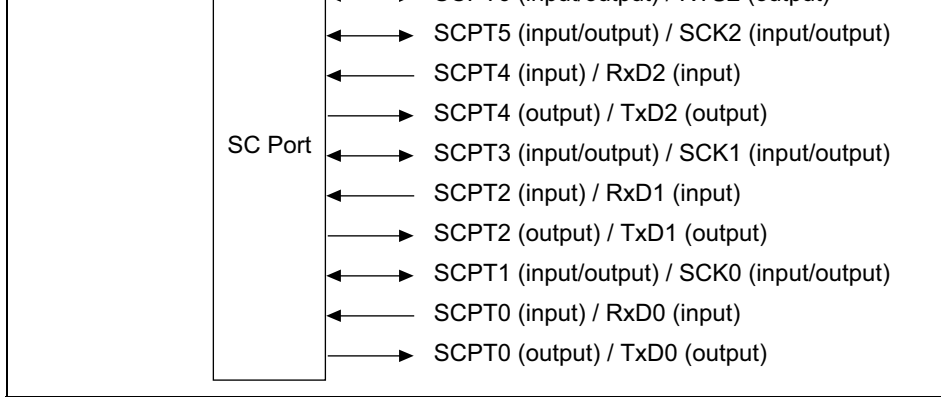 SCPT5 (input/output) / SCK2 (input/output)
SCPT4 (input) / RxD2 (input)
SCPT4 (output) / TxD2 (output)
SC Port
SCPT3 (input/output) / SCK1 (input/output)
SCPT2 (input) / RxD1 (input)
SCPT2 (output) / TxD1 (output)
SCPT1 (input/output) / SCK0 (input/output)
SCPT0 (input) / RxD0 (input)
SCPT0 (output) / TxD0 (output)